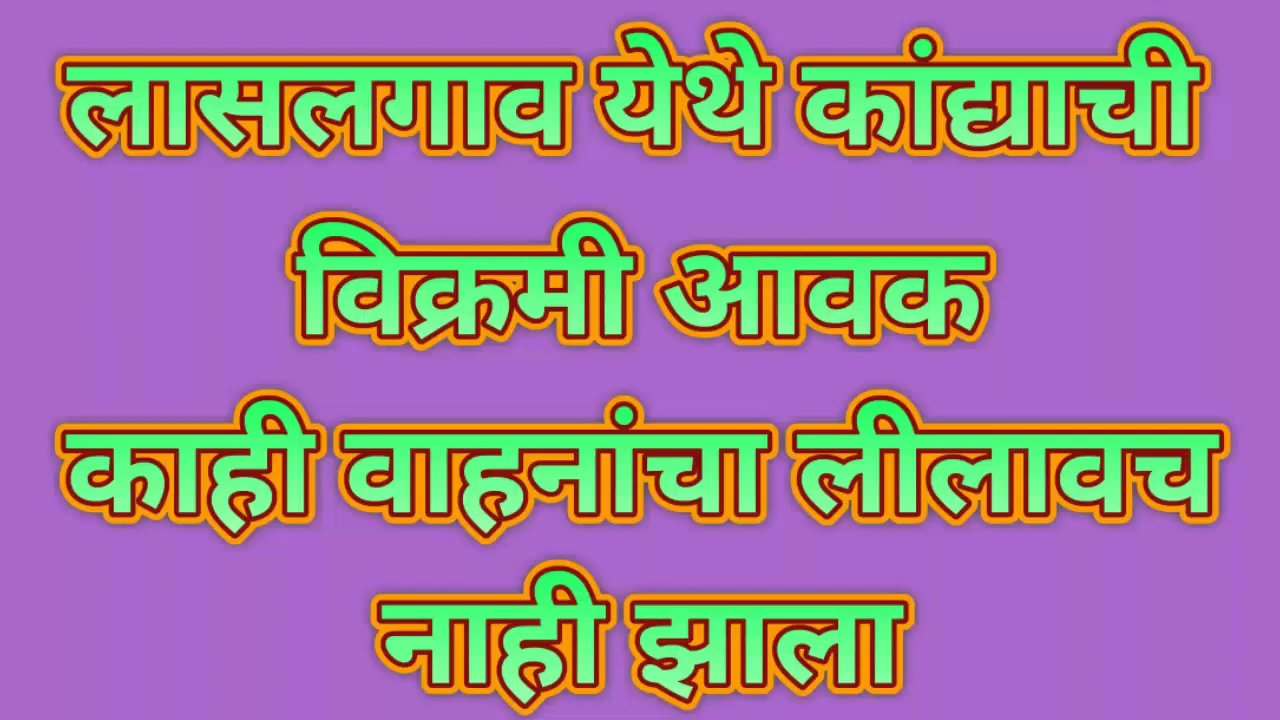 लासलगाव येथे कांद्याची
विक्रमी आवक
काही वाहनांचा लीलावच
नाही झाला